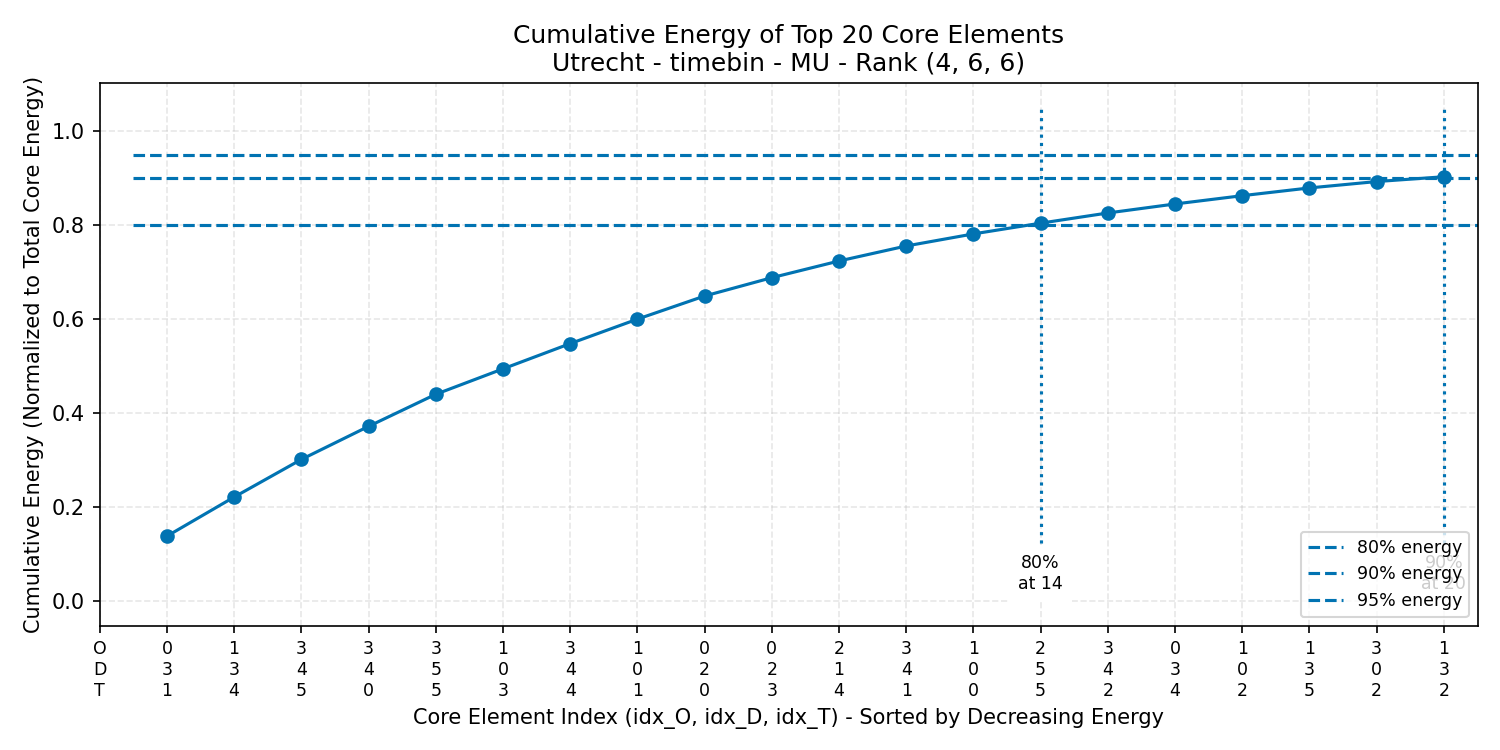 Cumulative Energy of Top 20 Core Elements
Utrecht - timebin - MU - Rank (4, 6, 6)
Cumulative Energy (Normalized to Total Core Energy)
1.0
0.8
0.6
0.4
0.2
0.0
80%
at 14
90%
at 20
80% energy
90% energy
95% energy
O 0 1 3 3 3 1 3 1 0 0 2 3 1 2 3 0 1 1 3 1
D 3 3 4 4 5 0 4 0 2 2 1 4 0 5 4 3 0 3 0 3
T 1 4 5 0 5 3 4 1 0 3 4 1 0 5 2 4 2 5 2 2
Core Element Index (idx_O, idx_D, idx_T) - Sorted by Decreasing Energy